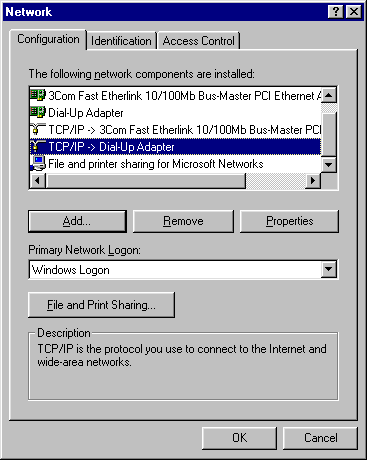 Network
Configuration Identification Access Control
The following network components are installed:
3Com Fast Etherlink 10/100Mb Bus-Master PCI Ethernet A
Dial-Up Adapter
TCP/IP -> 3Com Fast Etherlink 10/100Mb Bus-Master PCI
TCP/IP -> Dial-Up Adapter
File and printer sharing for Microsoft Networks
Add... Remove Properties
Primary Network Logon:
Windows Logon
File and Print Sharing...
Description
TCP/IP is the protocol you use to connect to the Internet and
wide-area networks.
OK Cancel